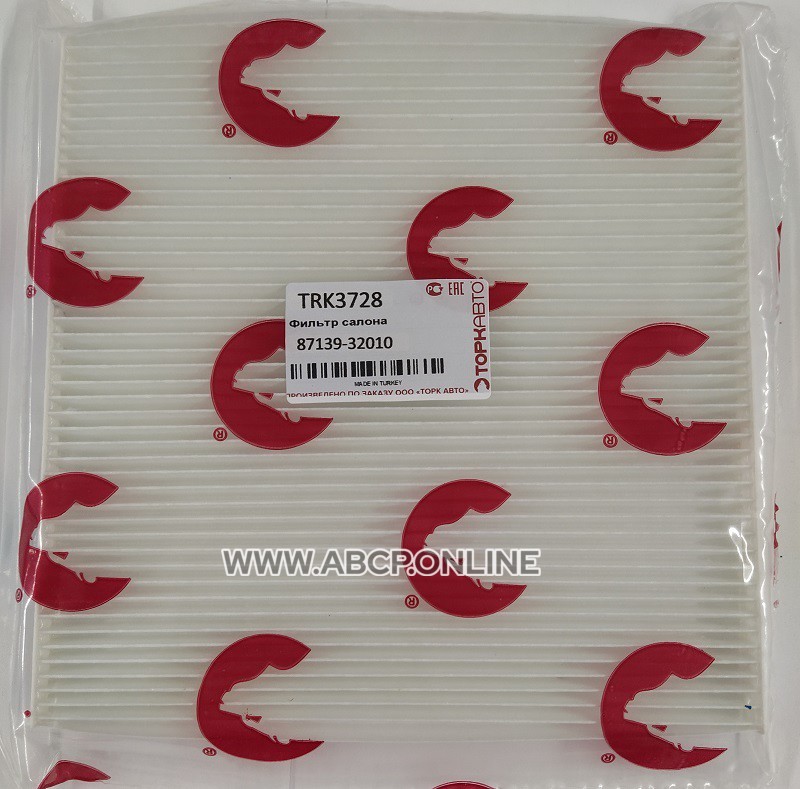 TRK3728
Фильтр салона
87139-32010
MADE IN TURKEY
ПРОИЗВЕДЕНО ПО ЗАКАЗУ ООО «ТОРК АВТО»
РСТ EAC
ТОРКАВТО
WWW.ABCP.ONLINE
®
®
®
®
®
®
®
®
®